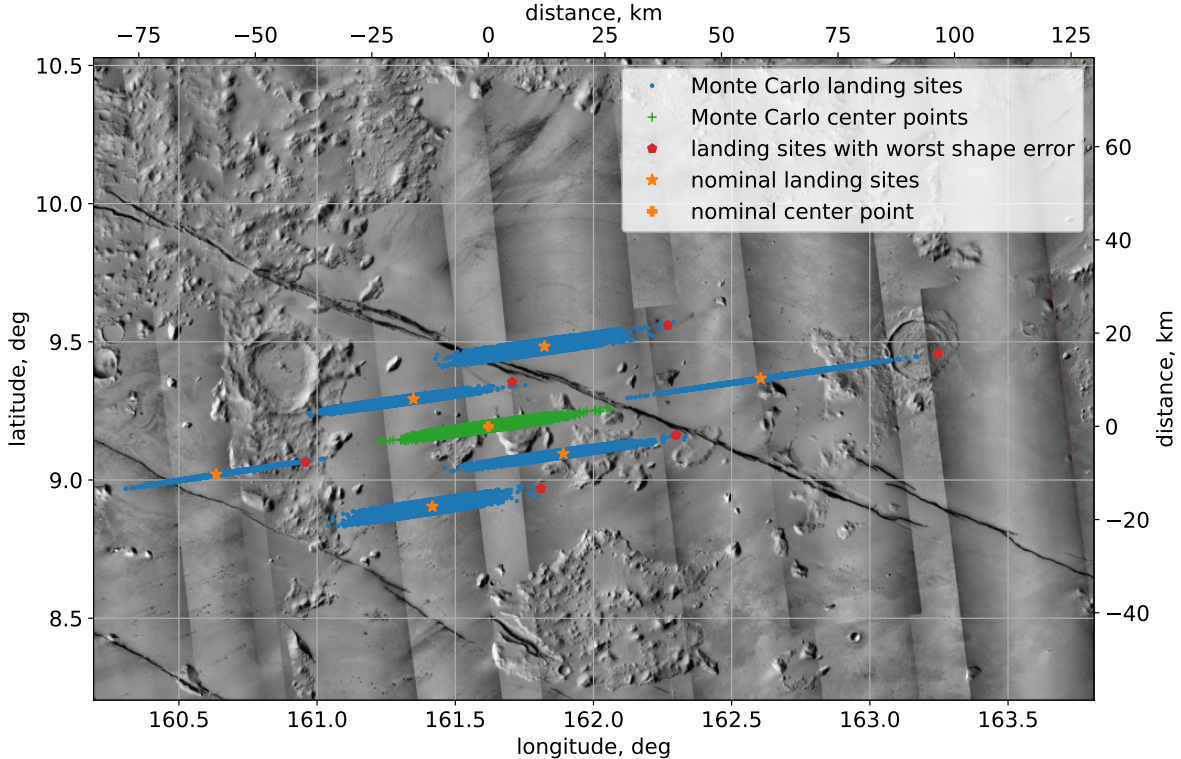 distance, km
−75 −50 −25 0 25 50 75 100 125
Monte Carlo landing sites
Monte Carlo center points
landing sites with worst shape error
nominal landing sites
nominal center point
10.5
10.0
9.5
9.0
8.5
latitude, deg
60
40
20
0
−20
−40
distance, km
160.5 161.0 161.5 162.0 162.5 163.0 163.5
longitude, deg